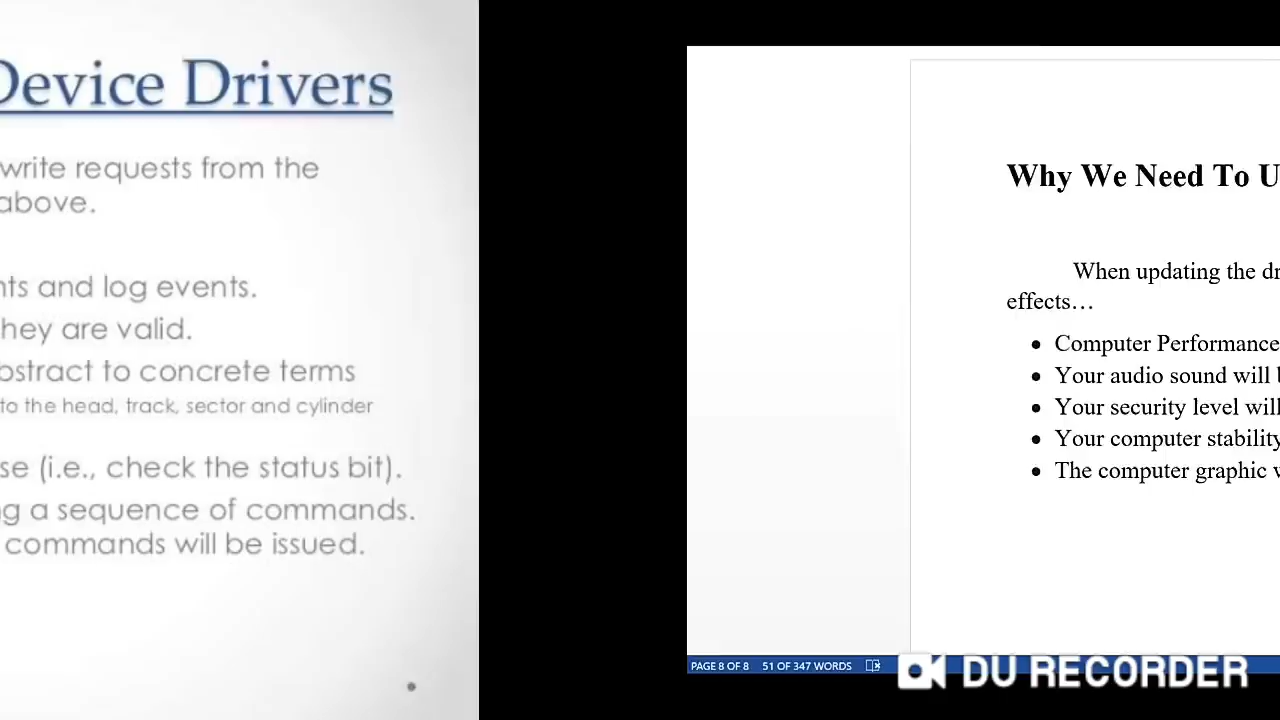 Device Drivers
write requests from the
above.
nts and log events.
they are valid.
bstract to concrete terms
to the head, track, sector and cylinder
se (i.e., check the status bit).
ng a sequence of commands.
commands will be issued.
Why We Need To U
When updating the dr
effects…
• Computer Performance
• Your audio sound will b
• Your security level will
• Your computer stability
• The computer graphic w
PAGE 8 OF 8 51 OF 347 WORDS
DU RECORDER